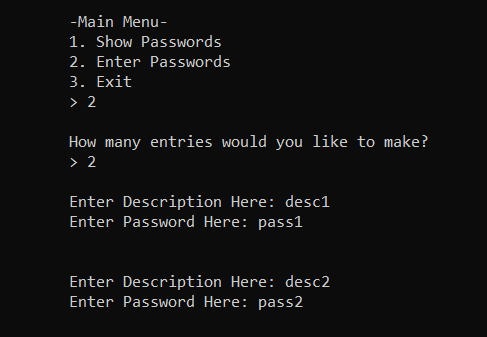 -Main Menu-
1. Show Passwords
2. Enter Passwords
3. Exit
> 2
How many entries would you like to make?
> 2
Enter Description Here: desc1
Enter Password Here: pass1
Enter Description Here: desc2
Enter Password Here: pass2